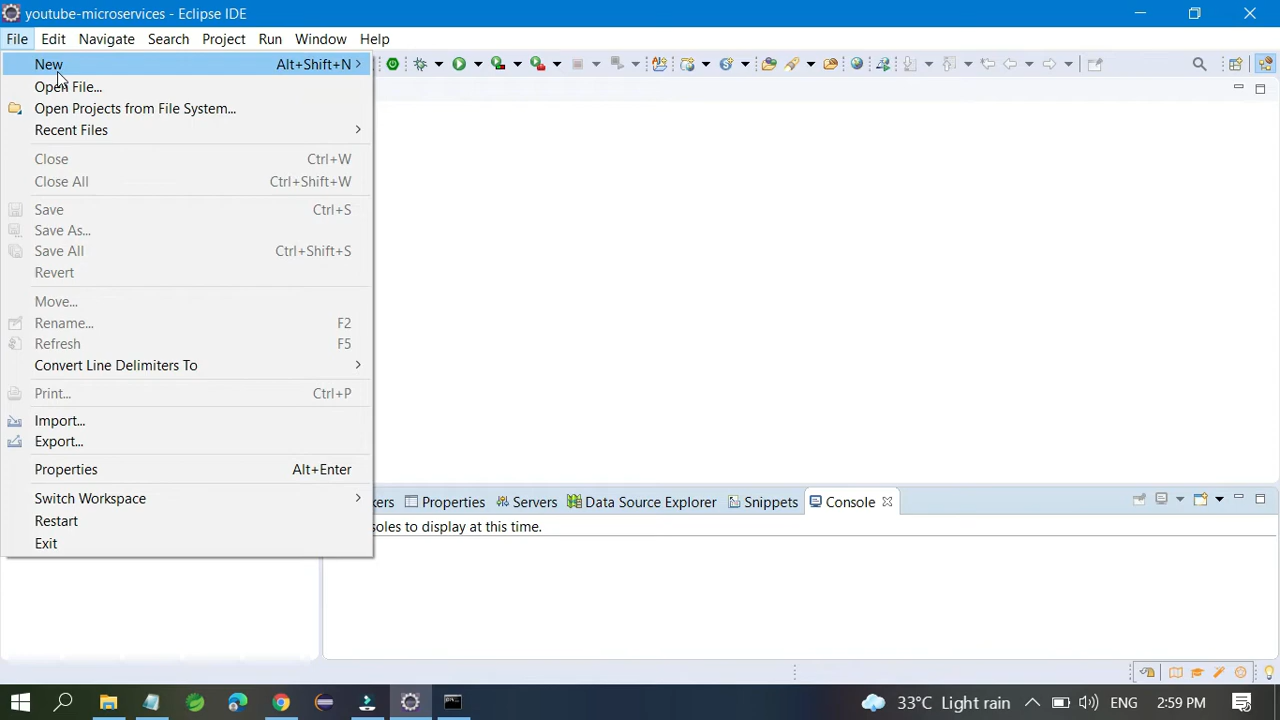 youtube-microservices - Eclipse IDE
File Edit Navigate Search Project Run Window Help
New Alt+Shift+N
Open File...
Open Projects from File System...
Recent Files
Close Ctrl+W
Close All Ctrl+Shift+W
Save Ctrl+S
Save As...
Save All Ctrl+Shift+S
Revert
Move...
Rename... F2
Refresh F5
Convert Line Delimiters To
Print... Ctrl+P
Import...
Export...
Properties Alt+Enter
Switch Workspace
Restart
Exit
kers Properties Servers Data Source Explorer Snippets Console
soles to display at this time.
33°C Light rain ENG 2:59 PM